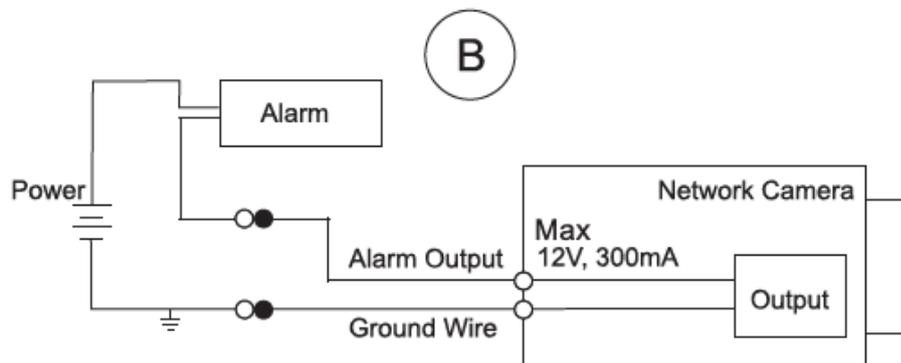 B
Alarm
Power
Network Camera
Max
12V, 300mA
Alarm Output
Output
Ground Wire